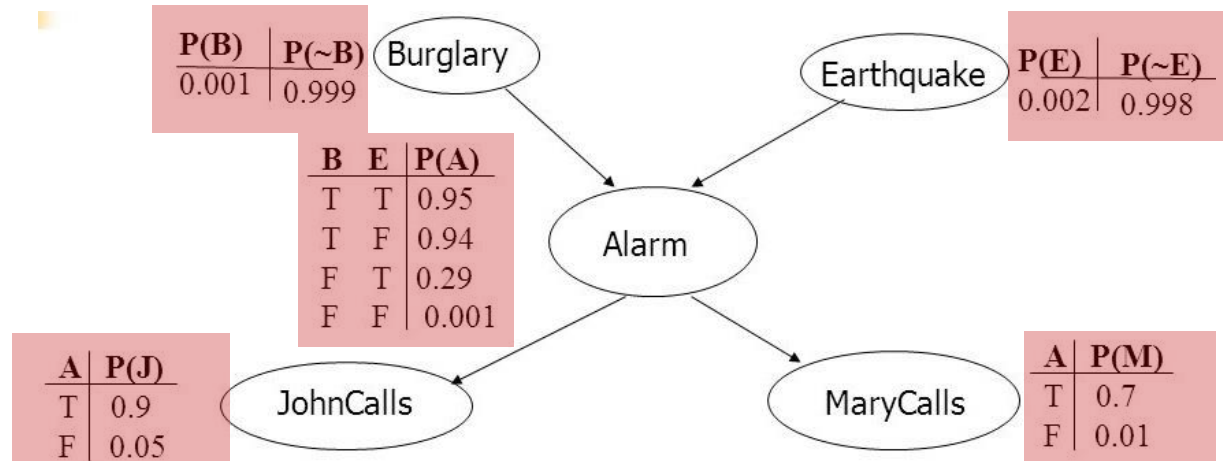 P(B) P(~B)
0.001 0.999
Burglary
Earthquake
P(E) P(~E)
0.002 0.998
B E P(A)
T T 0.95
T F 0.94
F T 0.29
F F 0.001
Alarm
A P(J)
T 0.9
F 0.05
JohnCalls
MaryCalls
A P(M)
T 0.7
F 0.01